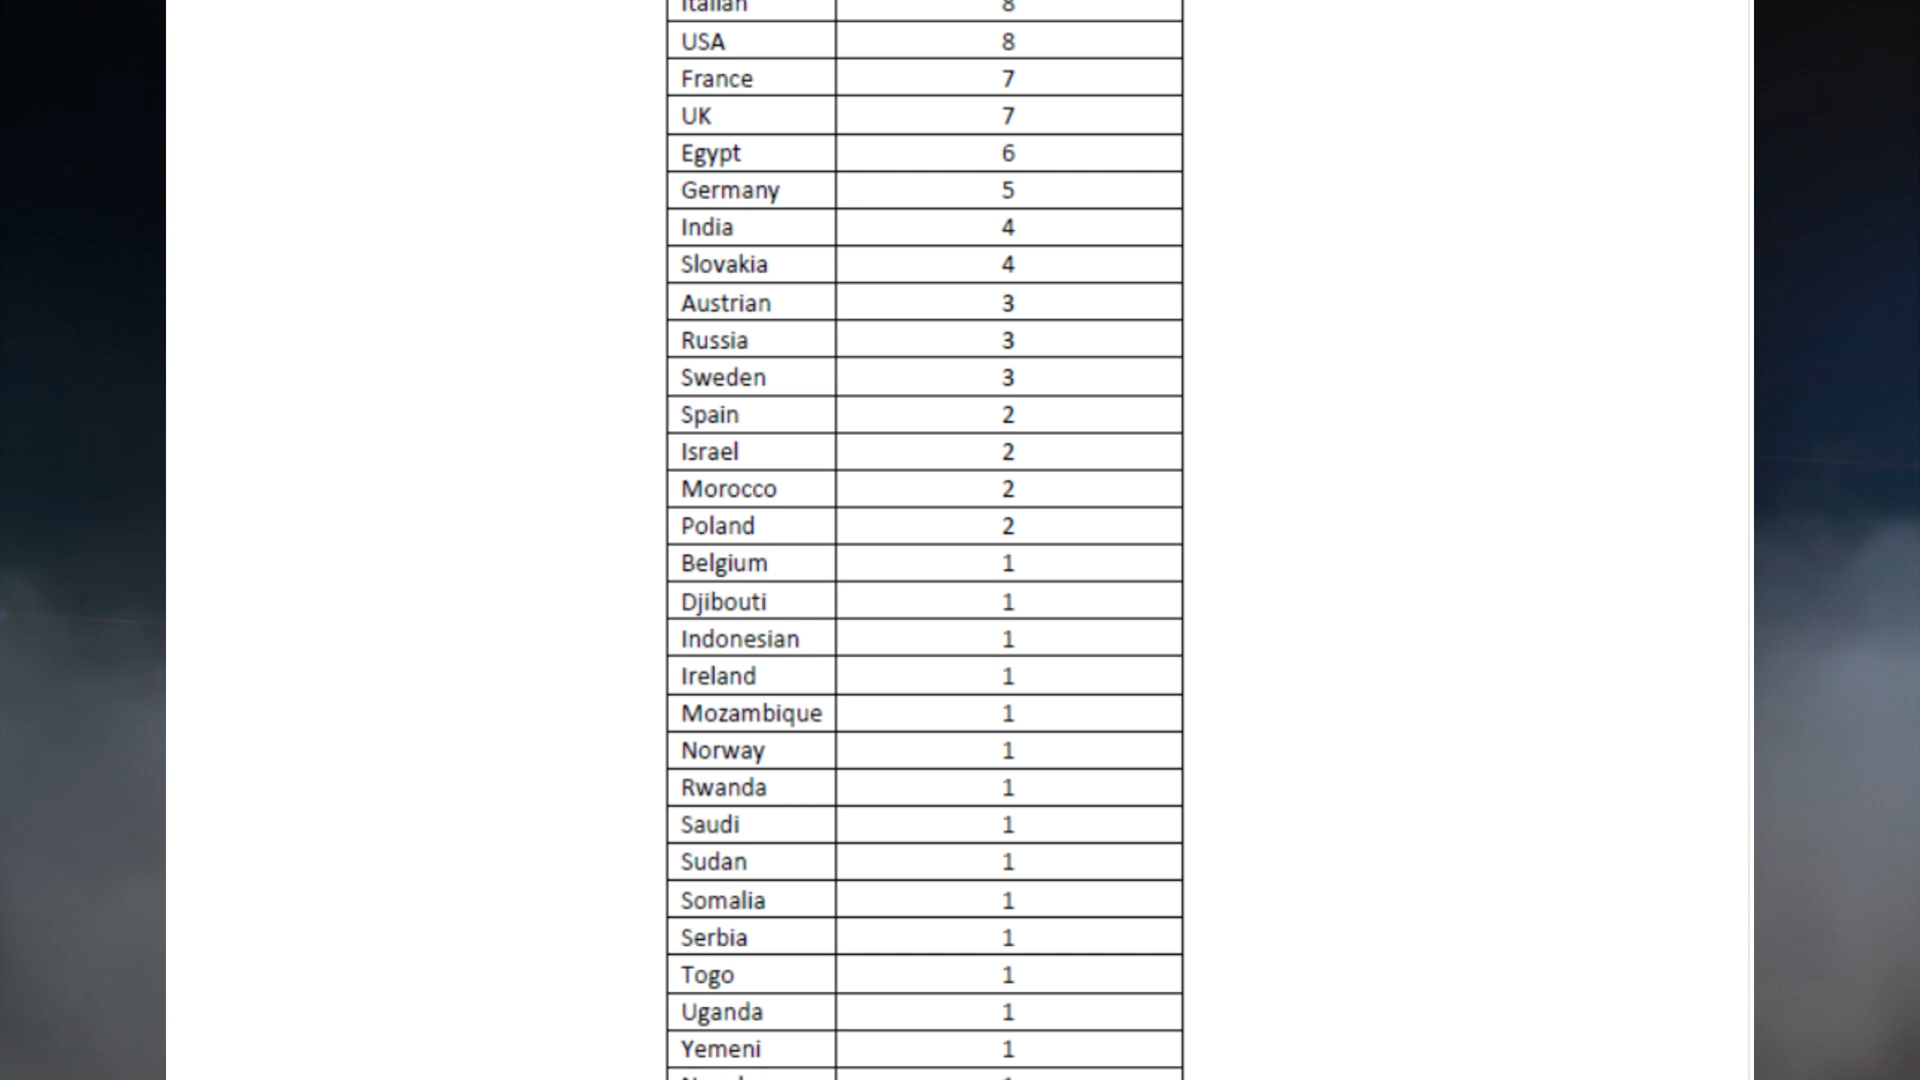 Italian 8
USA 8
France 7
UK 7
Egypt 6
Germany 5
India 4
Slovakia 4
Austrian 3
Russia 3
Sweden 3
Spain 2
Israel 2
Morocco 2
Poland 2
Belgium 1
Djibouti 1
Indonesian 1
Ireland 1
Mozambique 1
Norway 1
Rwanda 1
Saudi 1
Sudan 1
Somalia 1
Serbia 1
Togo 1
Uganda 1
Yemeni 1